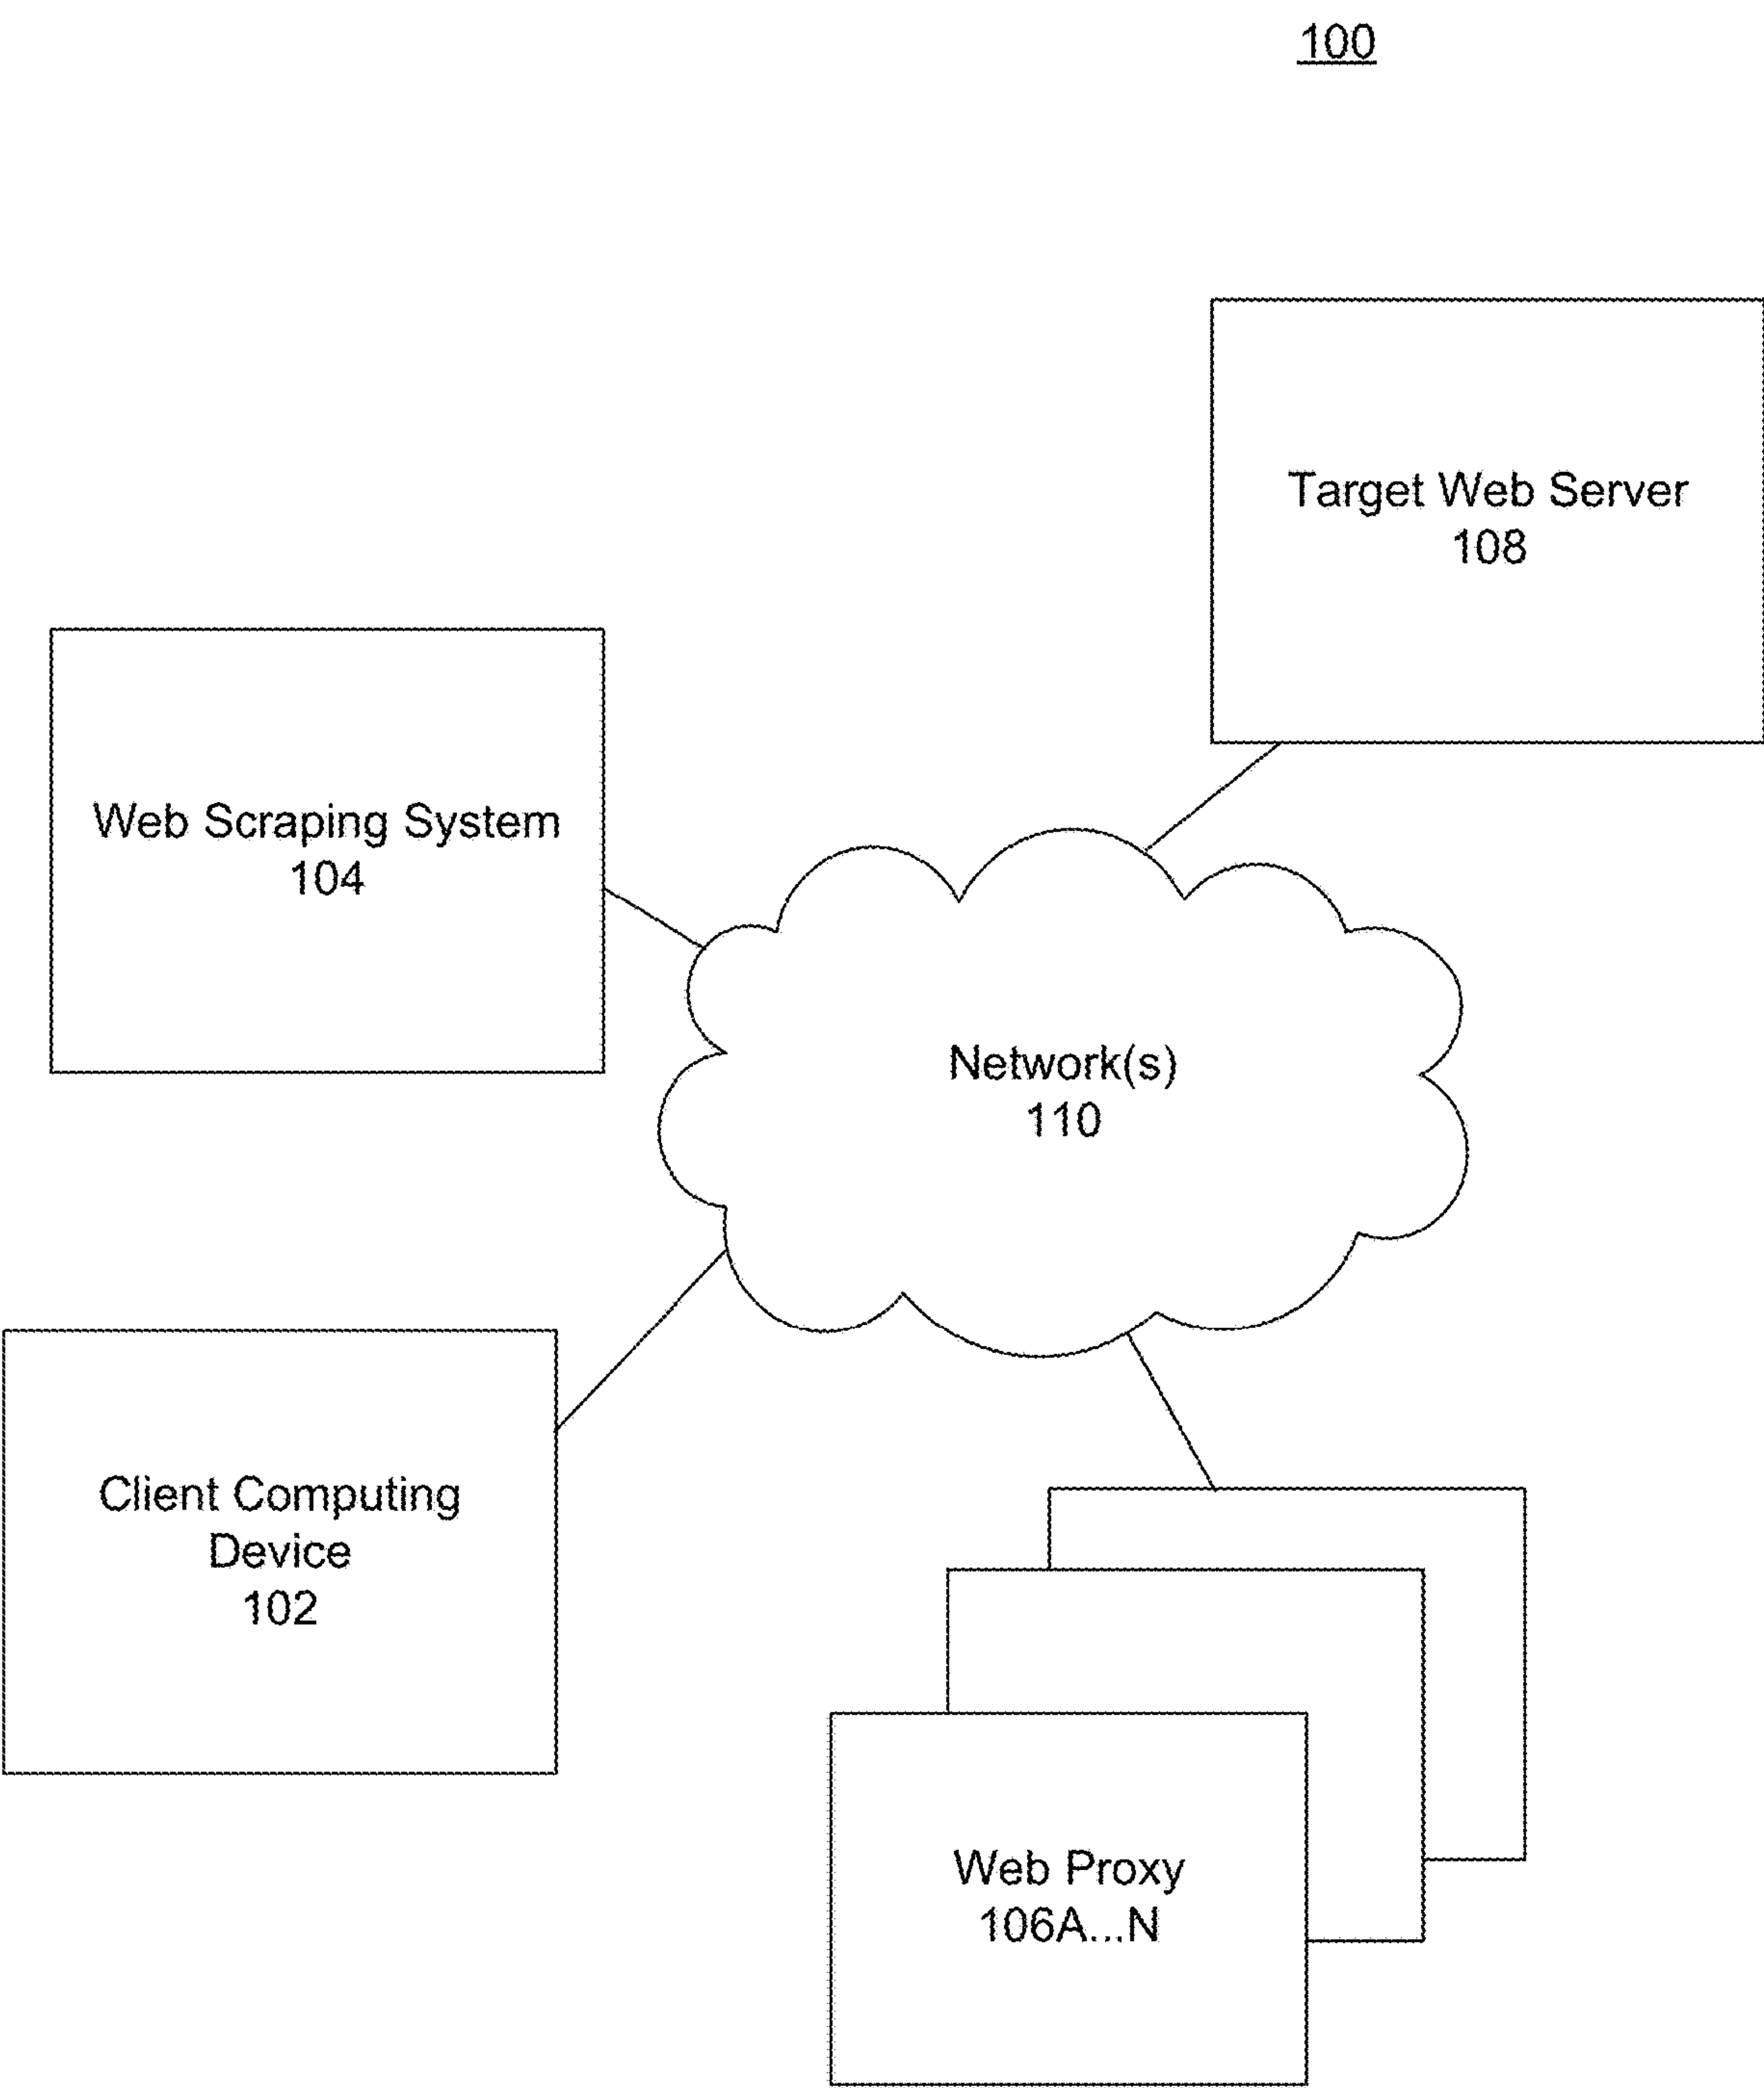 100
Target Web Server
108
Web Scraping System
104
Network(s)
110
Client Computing
Device
102
Web Proxy
106A...N